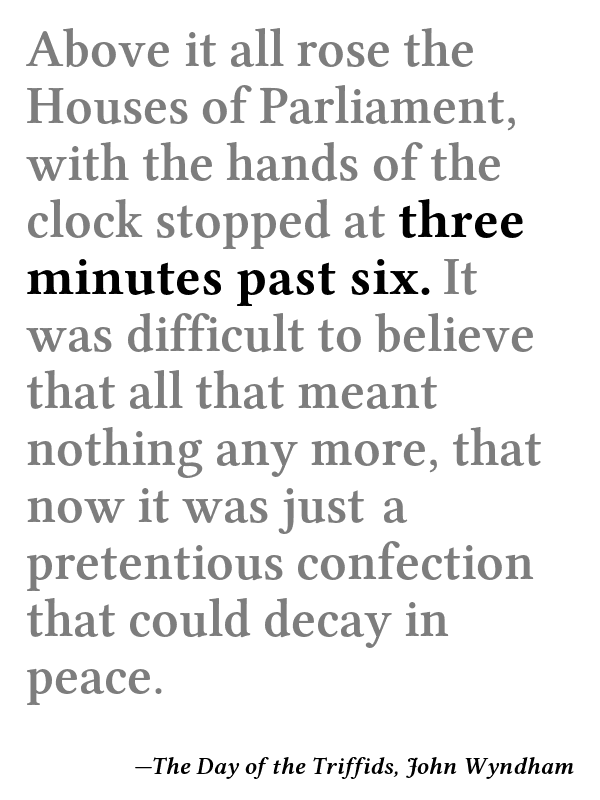 Above it all rose the
Houses of Parliament,
with the hands of the
clock stopped at three
minutes past six. It
was difficult to believe
that all that meant
nothing any more, that
now it was just a
pretentious confection
that could decay in
peace.
—The Day of the Triffids, John Wyndham